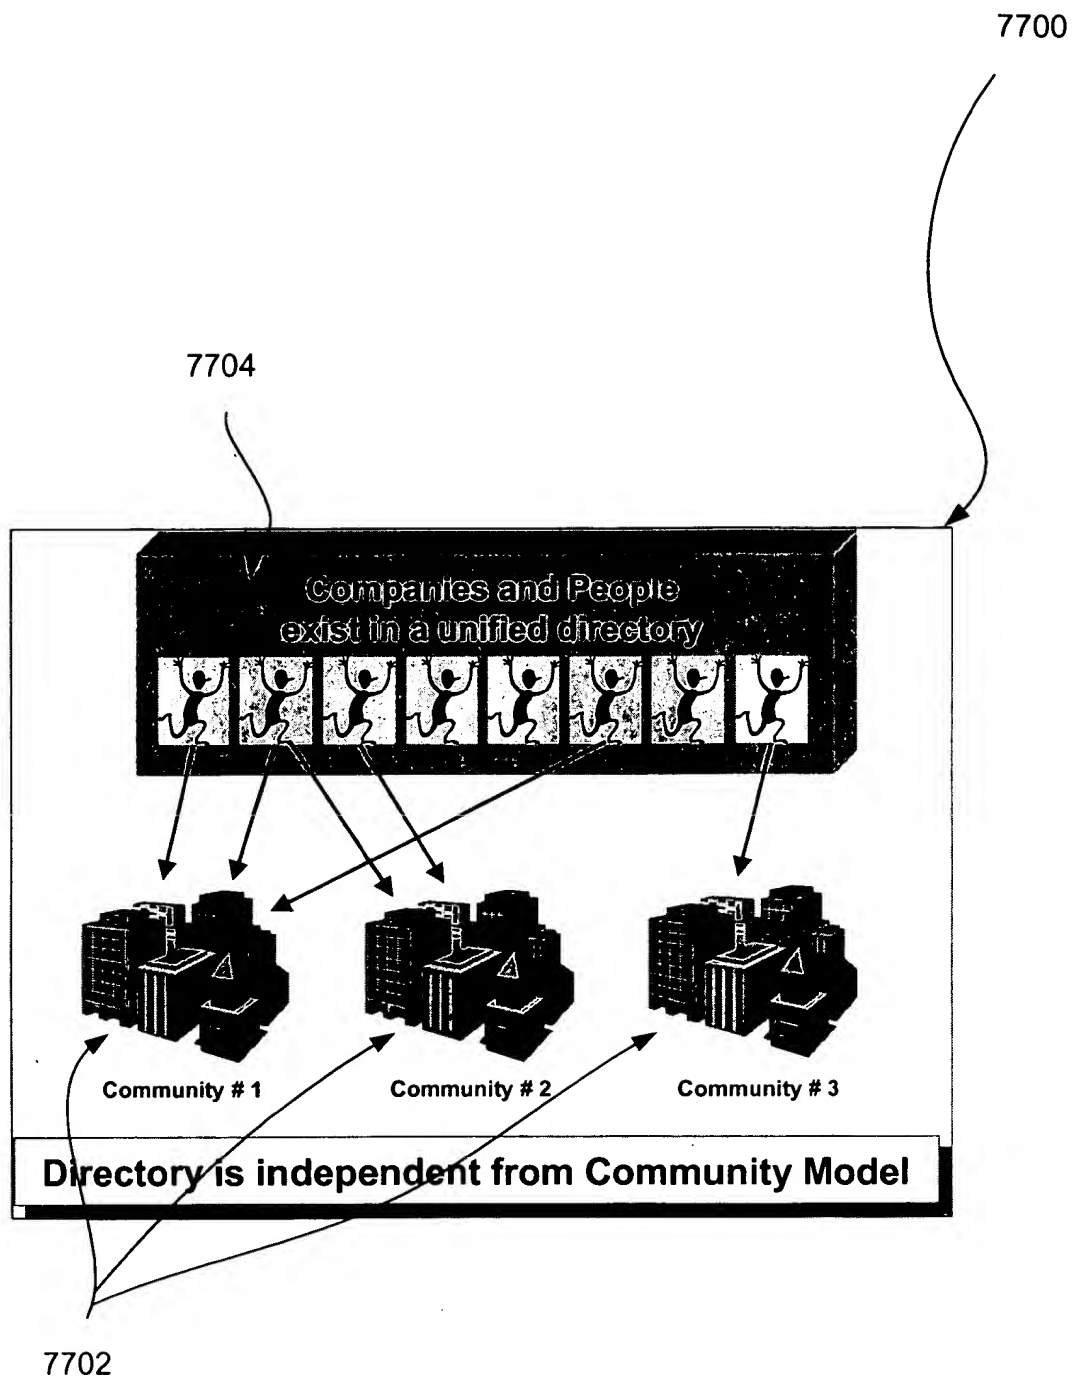 7700
7704
Companies and People
exist in a unified directory
Community # 1
Community # 2
Community # 3
Directory is independent from Community Model
7702